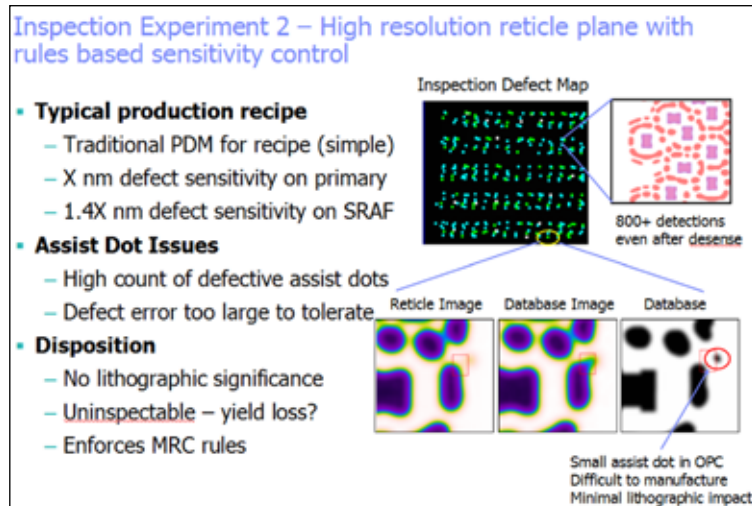 Inspection Experiment 2 – High resolution reticle plane with
rules based sensitivity control
Typical production recipe
– Traditional PDM for recipe (simple)
– X nm defect sensitivity on primary
– 1.4X nm defect sensitivity on SRAF
Assist Dot Issues
– High count of defective assist dots
– Defect error too large to tolerate
Disposition
– No lithographic significance
– Uninspectable – yield loss?
– Enforces MRC rules
Inspection Defect Map
800+ detections
even after desense
Reticle Image
Database Image
Database
Small assist dot in OPC
Difficult to manufacture
Minimal lithographic impact